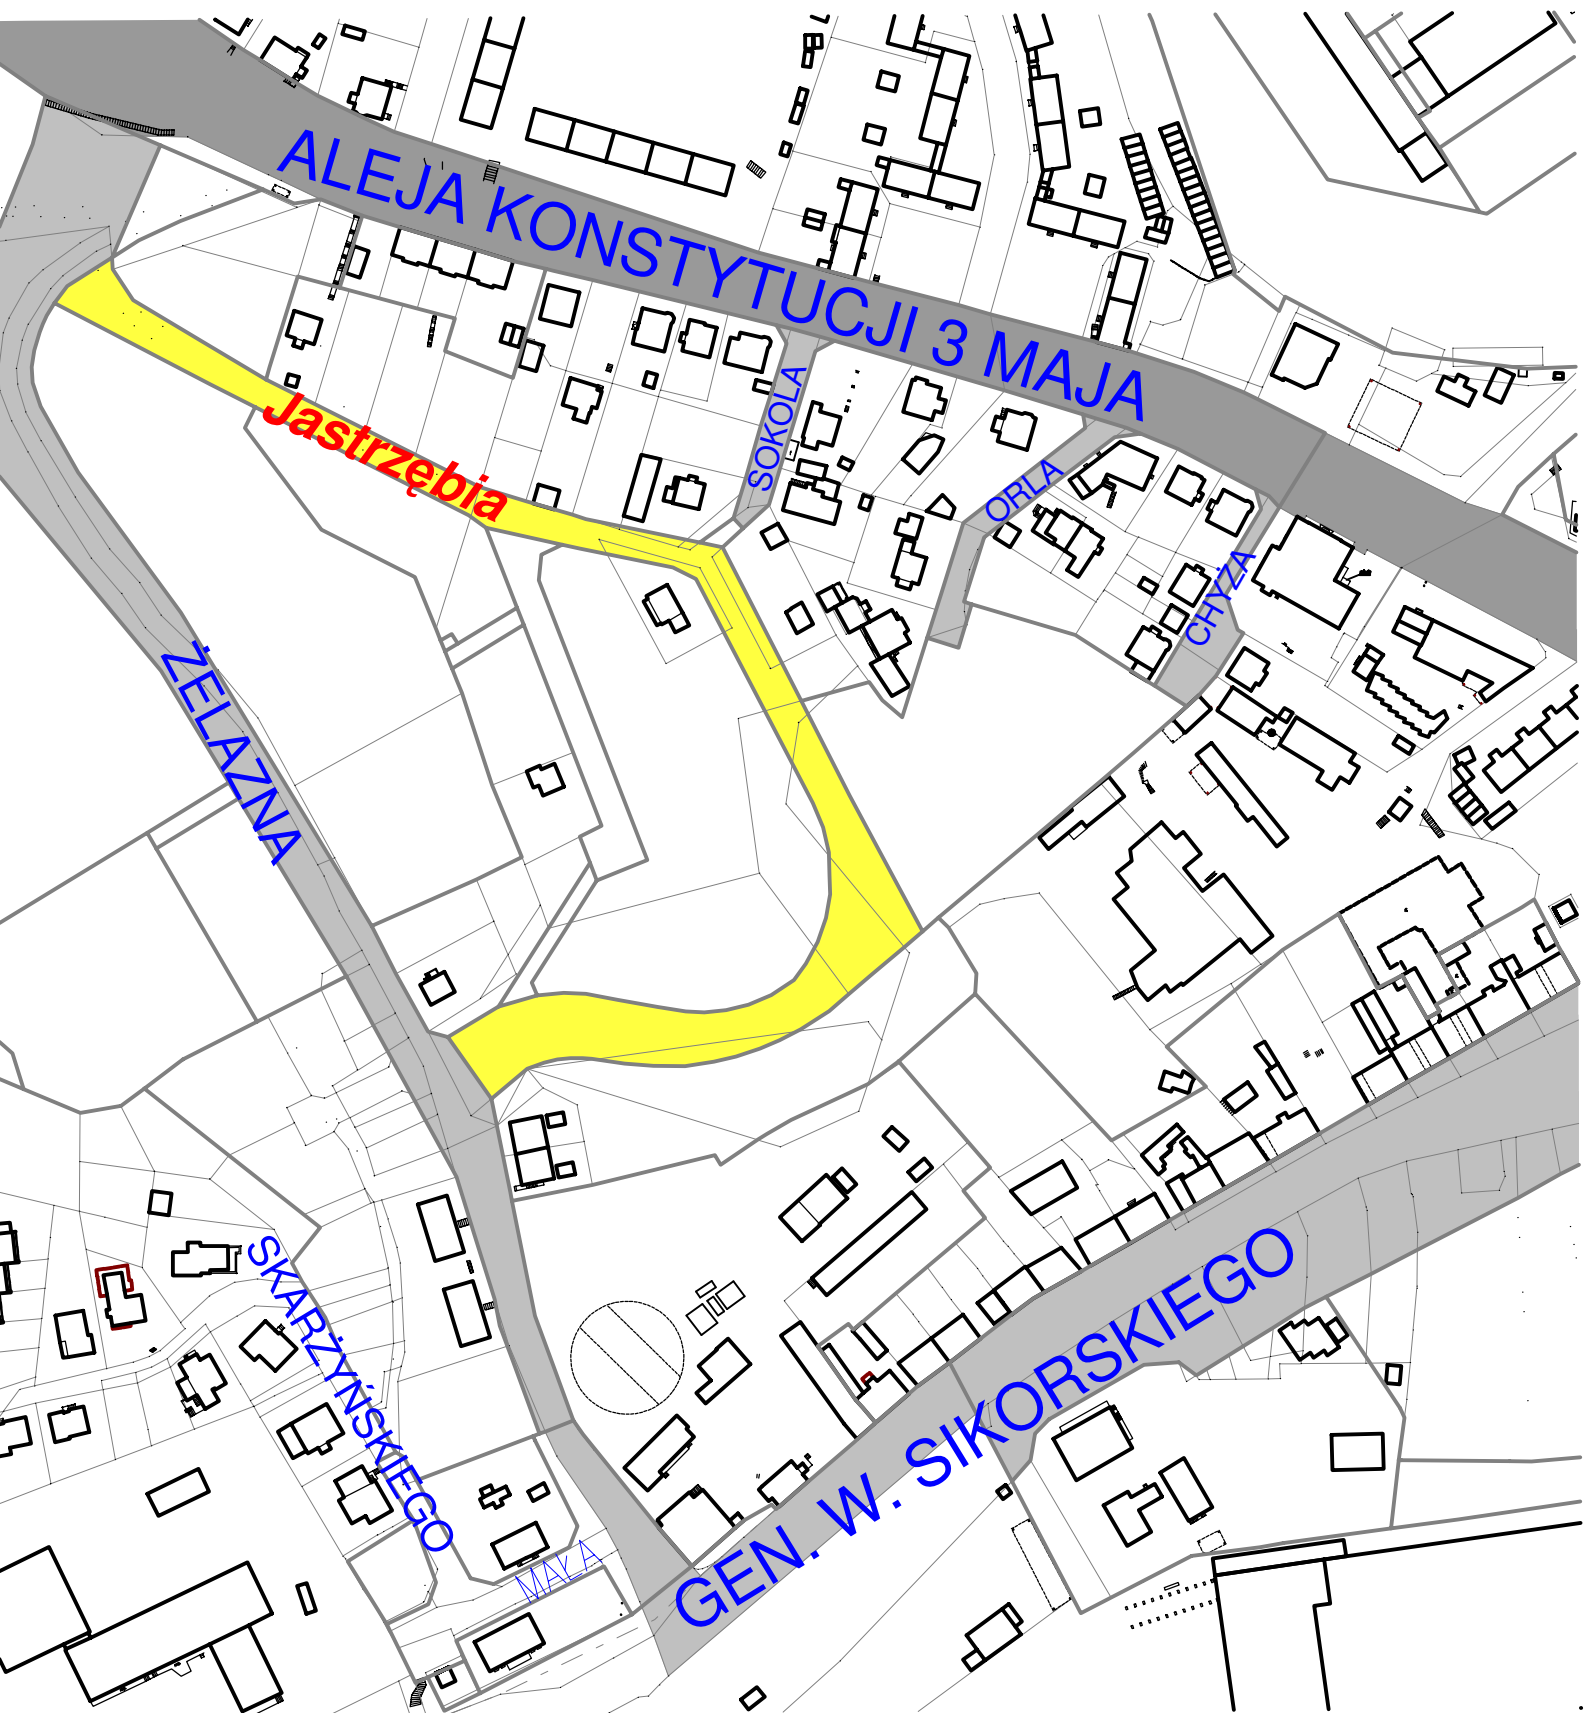 ALEJA KONSTYTUCJI 3 MAJA
Jastrzębia
SOKOLA
ORLA
CHYŻA
ŻELAZNA
SKARŻYŃSKIEGO
GEN. W. SIKORSKIEGO
MAŁA